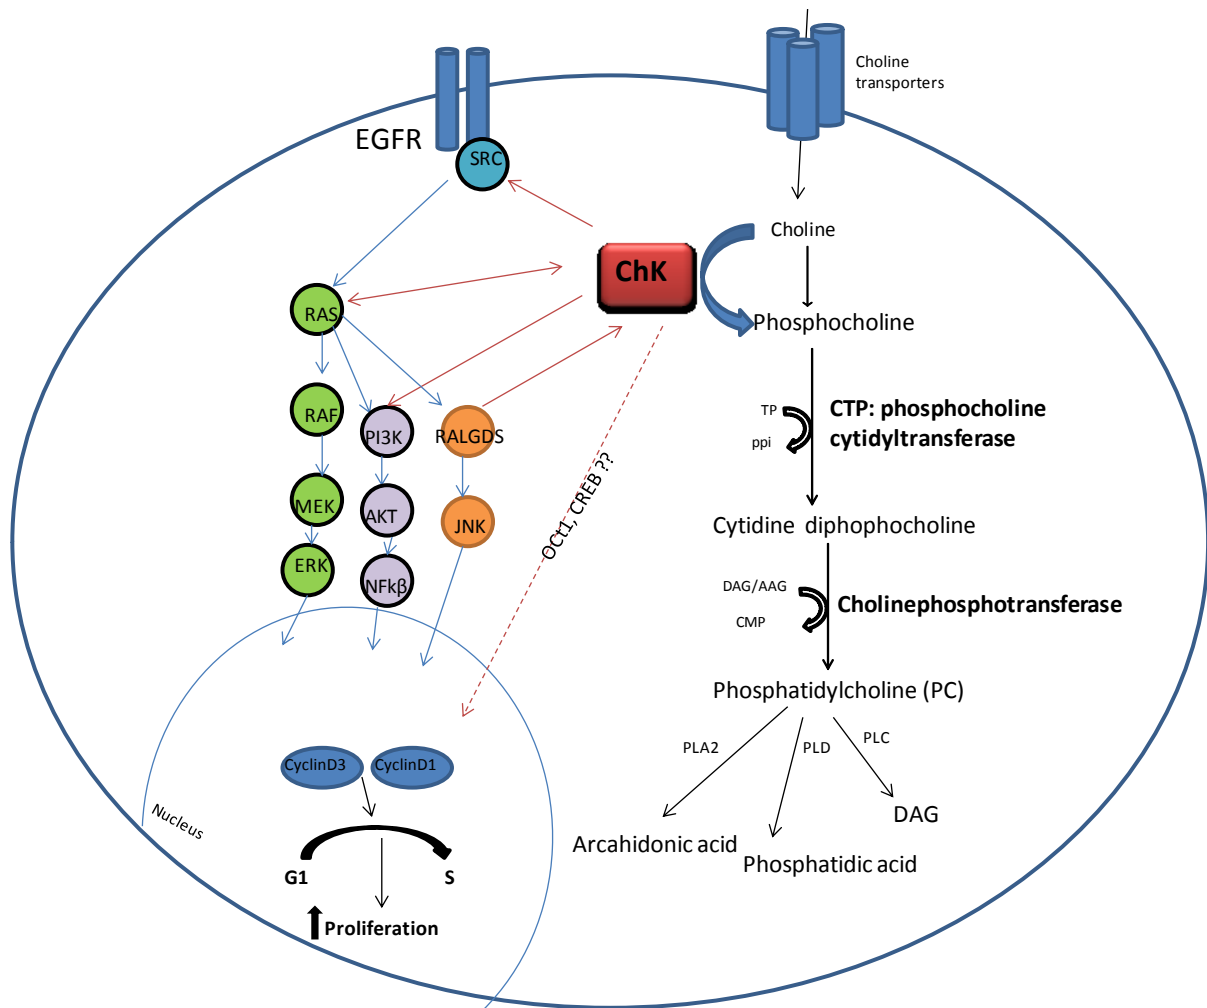 Choline
transporters
EGFR
SRC
Choline
ChK
RAS
Phosphocholine
RAF
PI3K
RALGDS
TP
ppi
CTP: phosphocholine
cytidyltransferase
MEK
AKT
JNK
OCt1, CREB ??
Cytidine diphophocholine
ERK
NFkβ
DAG/AAG
CMP
Cholinephosphotransferase
Phosphatidylcholine (PC)
PLA2
PLD
PLC
CyclinD3
CyclinD1
Nucleus
DAG
Arcahidonic acid
Phosphatidic acid
G1
S
Proliferation